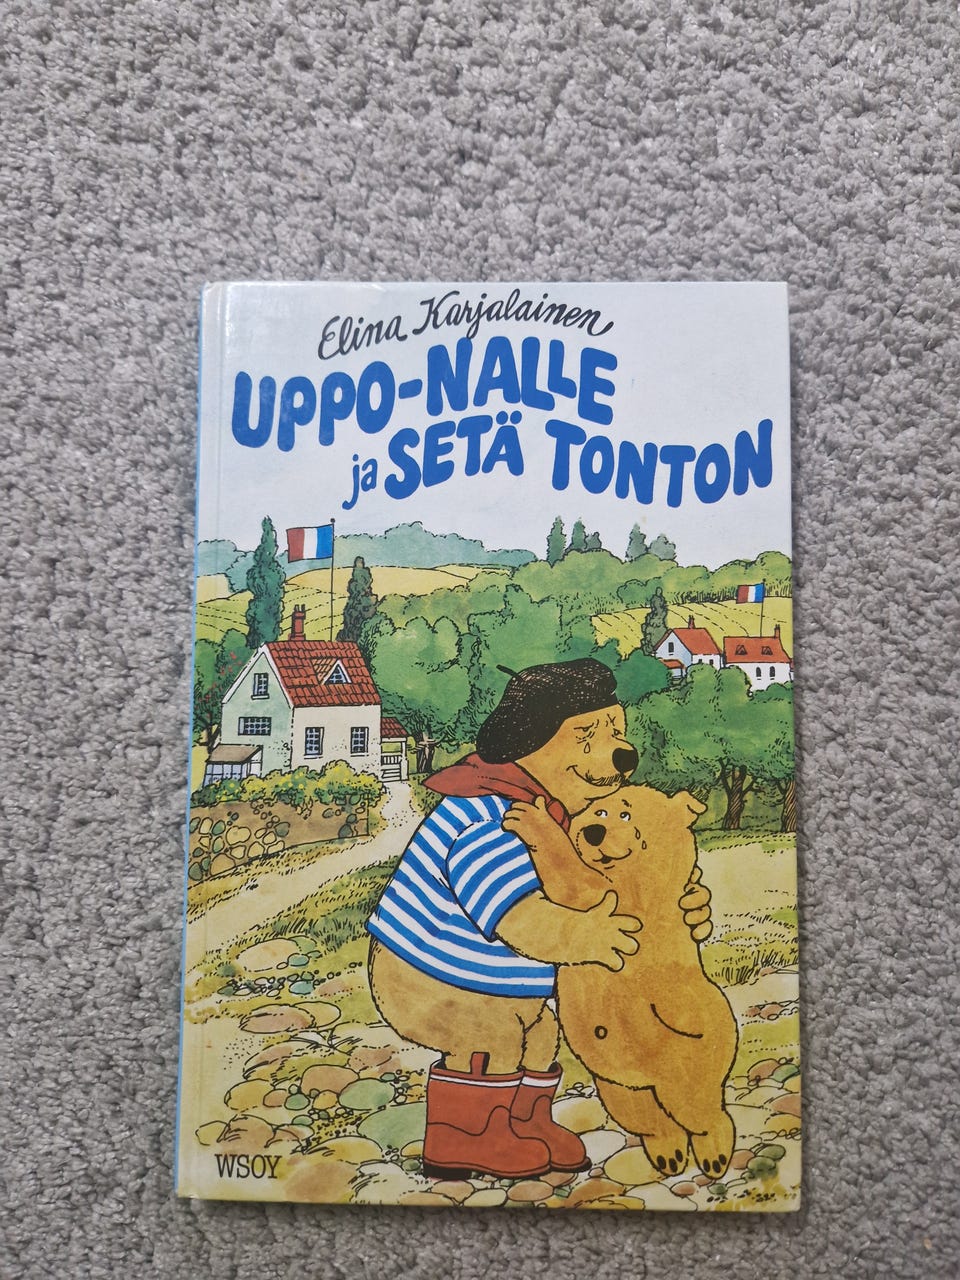 Elina Karjalainen
UPPO-NALLE
ja SETÄ TONTON
WSOY